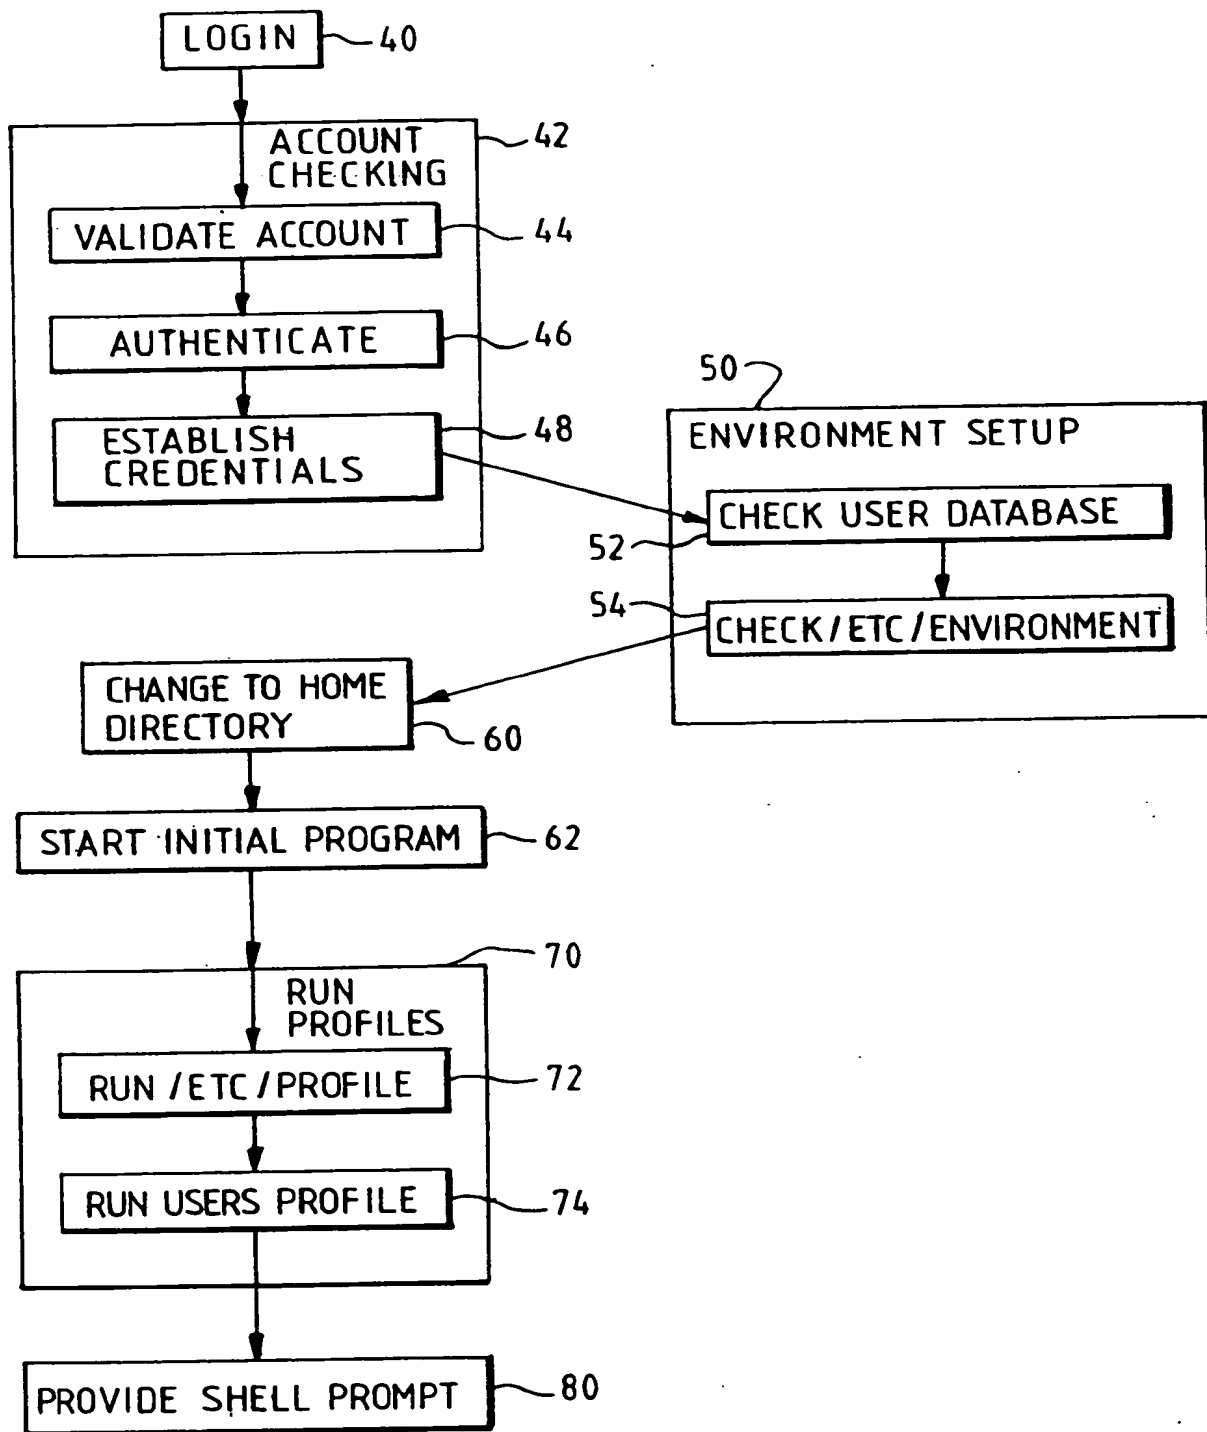 LOGIN
40
ACCOUNT
CHECKING
42
VALIDATE ACCOUNT
44
AUTHENTICATE
46
ESTABLISH
CREDENTIALS
48
50
ENVIRONMENT SETUP
CHECK USER DATABASE
52
54
CHECK/ETC/ENVIRONMENT
CHANGE TO HOME
DIRECTORY
60
START INITIAL PROGRAM
62
70
RUN
PROFILES
RUN /ETC/PROFILE
72
RUN USERS PROFILE
74
PROVIDE SHELL PROMPT
80